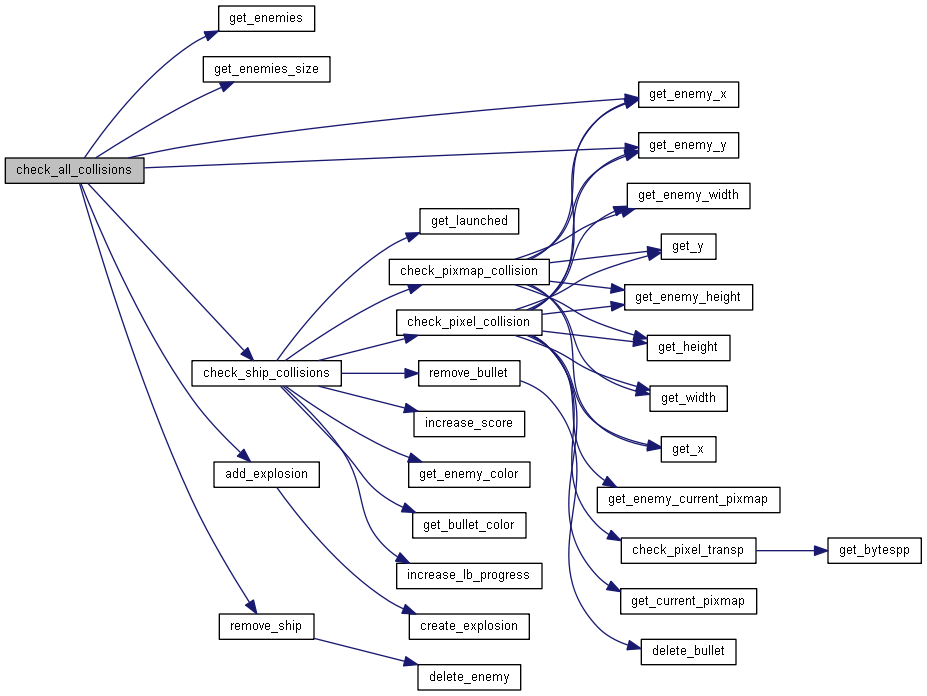 get_enemies
get_enemies_size
get_enemy_x
get_enemy_y
check_all_collisions
get_enemy_width
get_launched
get_y
check_pixmap_collision
get_enemy_height
check_pixel_collision
get_height
check_ship_collisions
remove_bullet
get_width
increase_score
get_x
get_enemy_color
add_explosion
get_enemy_current_pixmap
get_bullet_color
check_pixel_transp
get_bytespp
increase_lb_progress
get_current_pixmap
remove_ship
create_explosion
delete_bullet
delete_enemy